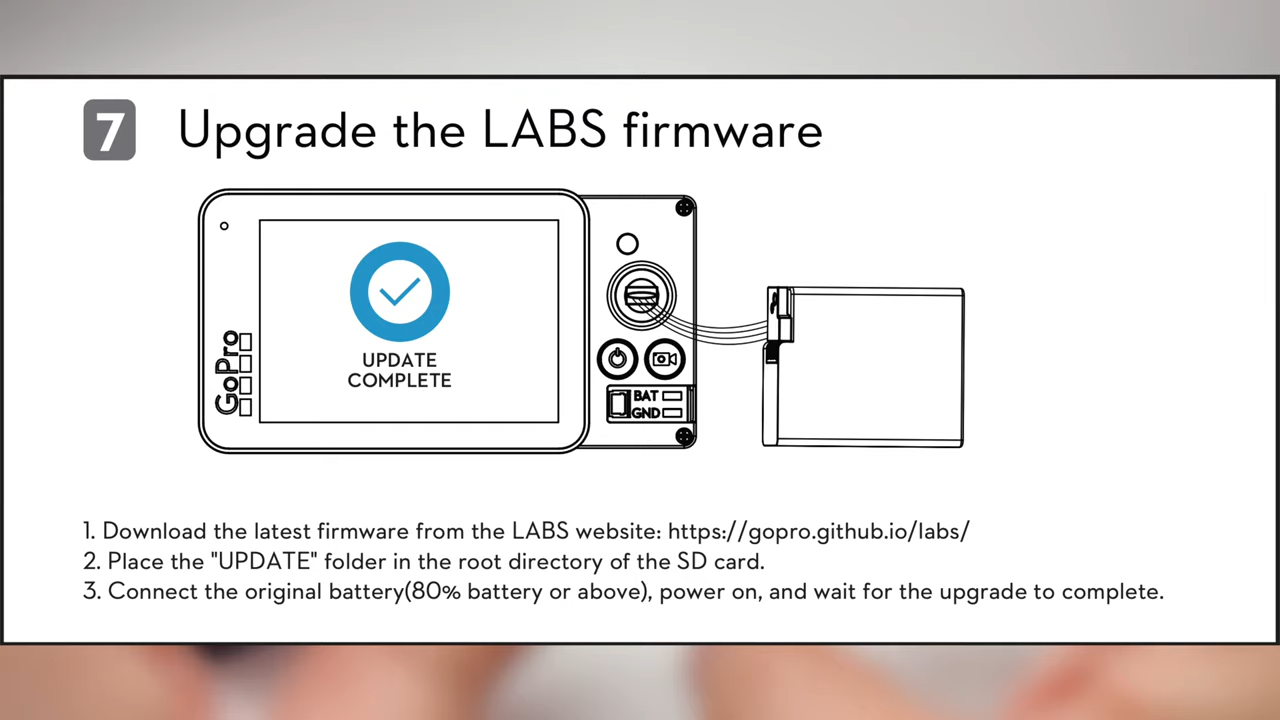 7 Upgrade the LABS firmware
UPDATE
COMPLETE
GoPro
BAT
GND
1. Download the latest firmware from the LABS website: https://gopro.github.io/labs/
2. Place the "UPDATE" folder in the root directory of the SD card.
3. Connect the original battery(80% battery or above), power on, and wait for the upgrade to complete.